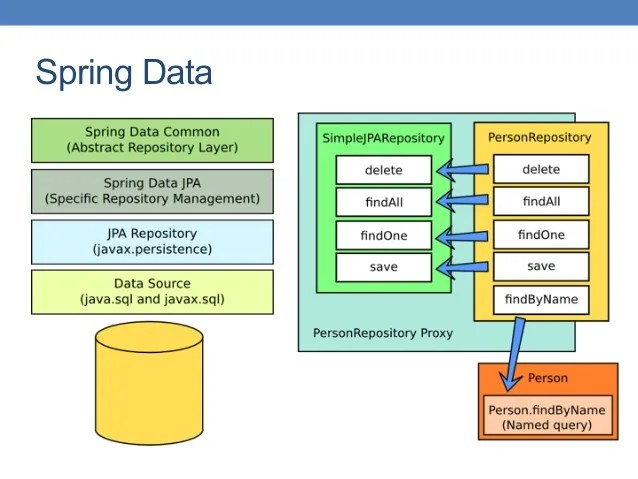 Spring Data
Spring Data Common
(Abstract Repository Layer)
Spring Data JPA
(Specific Repository Management)
JPA Repository
(javax.persistence)
Data Source
(java.sql and javax.sql)
SimpleJPARepository
delete
findAll
findOne
save
PersonRepository
delete
findAll
findOne
save
findByName
PersonRepository Proxy
Person
Person.findByName
(Named query)